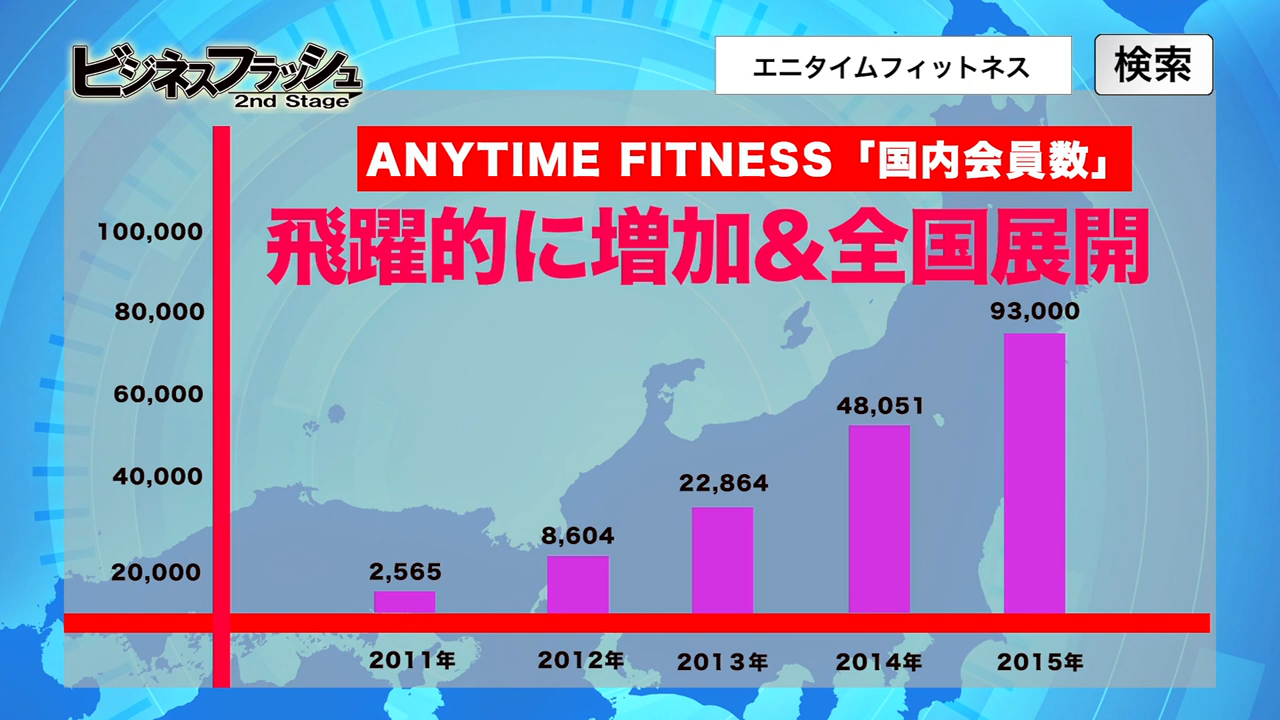 ビジネスフラッシュ
2nd Stage
エニタイムフィットネス
検索
ANYTIME FITNESS「国内会員数」
飛躍的に増加&全国展開
100,000
80,000
60,000
40,000
20,000
2,565
8,604
22,864
48,051
93,000
2011年
2012年
2013年
2014年
2015年